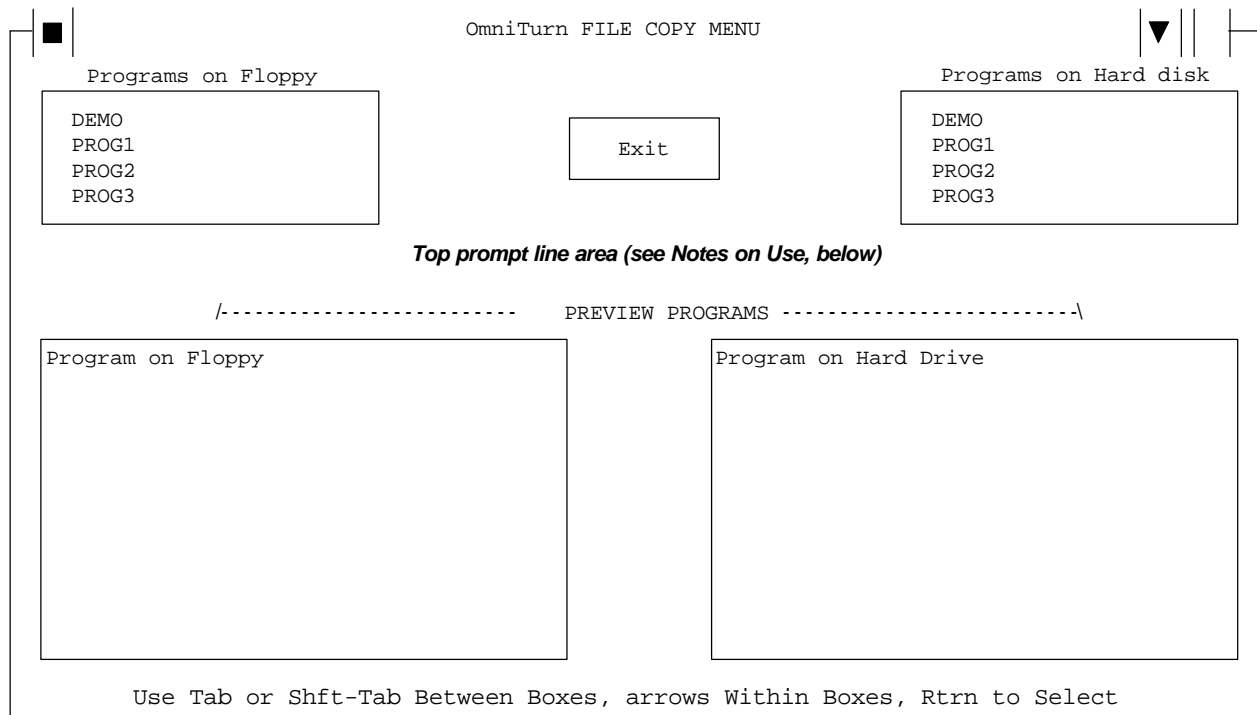 OmniTurn FILE COPY MENU
Programs on Floppy
Programs on Hard disk
DEMO
PROG1
PROG2
PROG3
Exit
DEMO
PROG1
PROG2
PROG3
Top prompt line area (see Notes on Use, below)
/-------------------------- PREVIEW PROGRAMS --------------------------\
Program on Floppy
Program on Hard Drive
Use Tab or Shft-Tab Between Boxes, arrows Within Boxes, Rtrn to Select